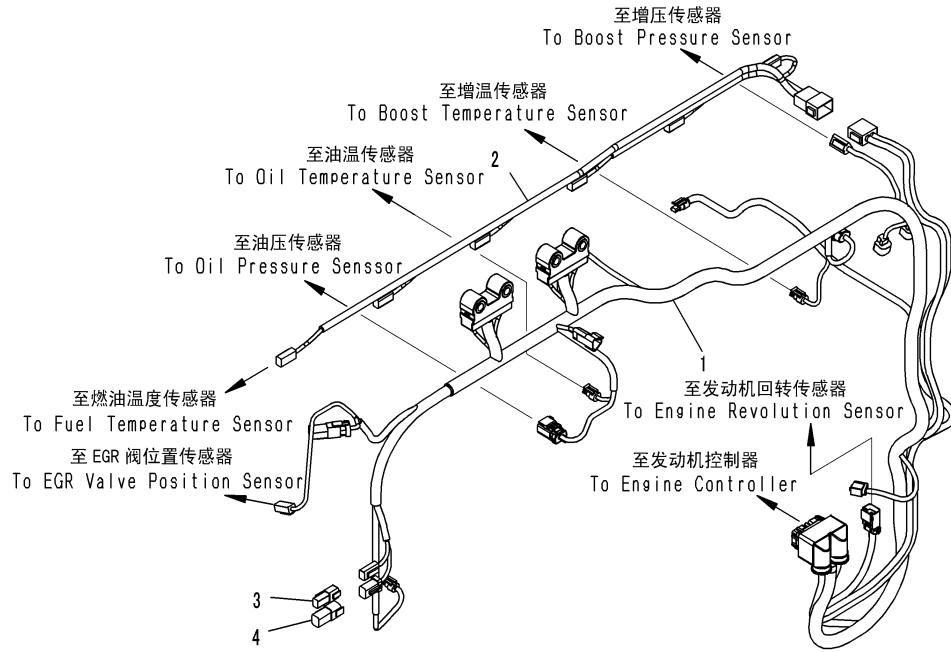 至增压传感器
To Boost Pressure Sensor
至增温传感器
To Boost Temperature Sensor
至油温传感器
To Oil Temperature Sensor
2
至油压传感器
To Oil Pressure Senssor
1
至燃油温度传感器
To Fuel Temperature Sensor
至发动机回转传感器
To Engine Revolution Sensor
至 EGR 阀位置传感器
To EGR Valve Position Sensor
至发动机控制器
To Engine Controller
3
4